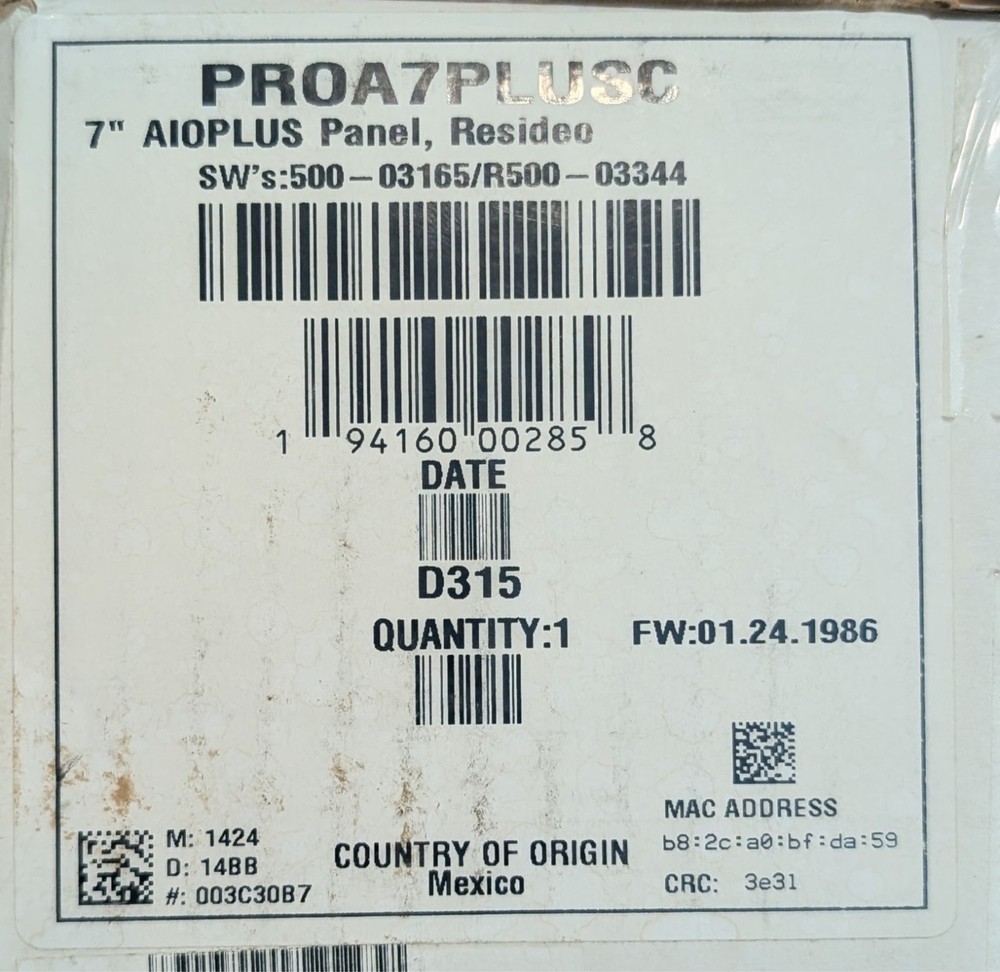 PROA7PLUSC
7" AIOPLUS Panel, Resideo
SW's:500-03165/R500-03344
1 94160 00285 8
DATE
D315
QUANTITY:1 FW:01.24.1986
MAC ADDRESS
b8:2c:a0:bf:da:59
CRC: 3e31
M: 1424
D: 14BB
#: 003C30B7
COUNTRY OF ORIGIN
Mexico